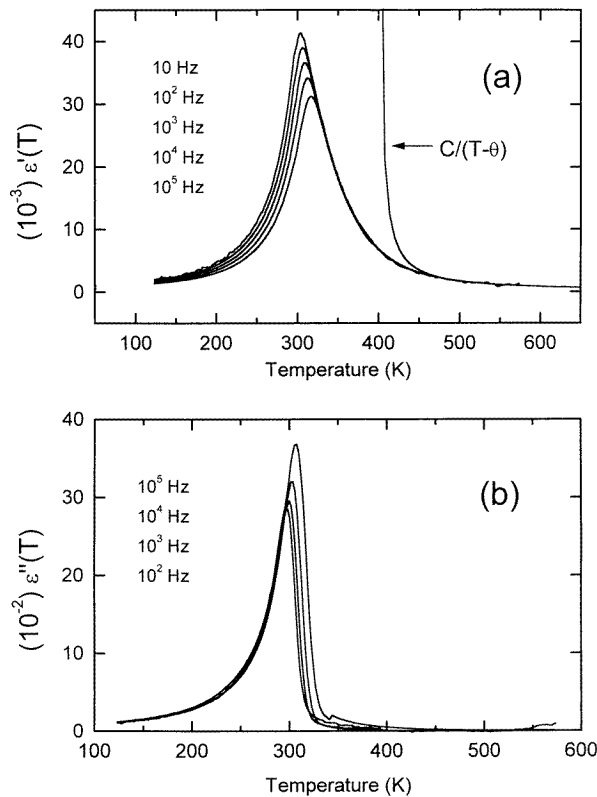 (a)
10 Hz
10² Hz
10³ Hz
10⁴ Hz
10⁵ Hz
C/(T-θ)
(10⁻³) ε'(T)
40
30
20
10
0
100 200 300 400 500 600
Temperature (K)
(b)
10⁵ Hz
10⁴ Hz
10³ Hz
10² Hz
(10⁻²) ε''(T)
40
30
20
10
0
100 200 300 400 500 600
Temperature (K)